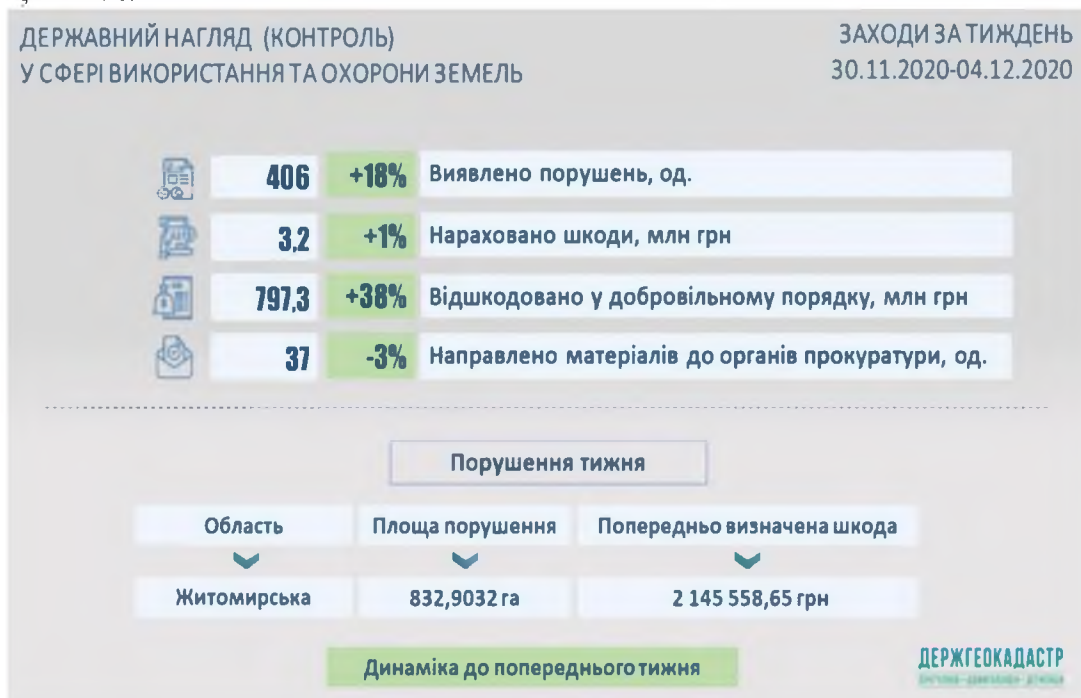 ДЕРЖАВНИЙ НАГЛЯД (КОНТРОЛЬ)
У СФЕРІ ВИКОРИСТАННЯ ТА ОХОРОНИ ЗЕМЕЛЬ
ЗАХОДИ ЗА ТИЖДЕНЬ
30.11.2020-04.12.2020
406 +18% Виявлено порушень, од.
3,2 +1% Нараховано шкоди, млн грн
797,3 +38% Відшкодовано у добровільному порядку, млн грн
37 -3% Направлено матеріалів до органів прокуратури, од.
Порушення тижня
Область Площа порушення Попередньо визначена шкода
Житомирська 832,9032 га 2 145 558,65 грн
Динаміка до попереднього тижня
ДЕРЖГЕОКАДАСТР